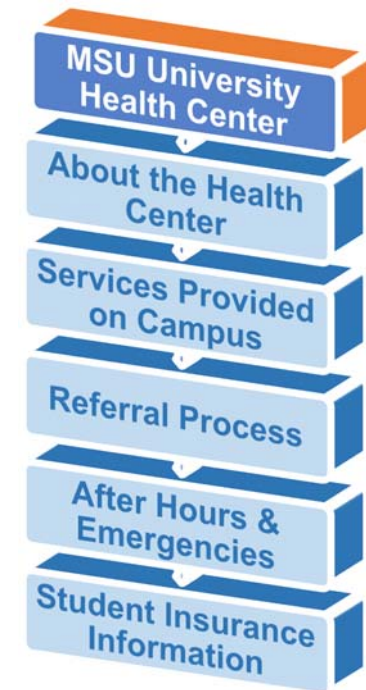 MSU University
Health Center
About the Health
Center
Services Provided
on Campus
Referral Process
After Hours &
Emergencies
Student Insurance
Information